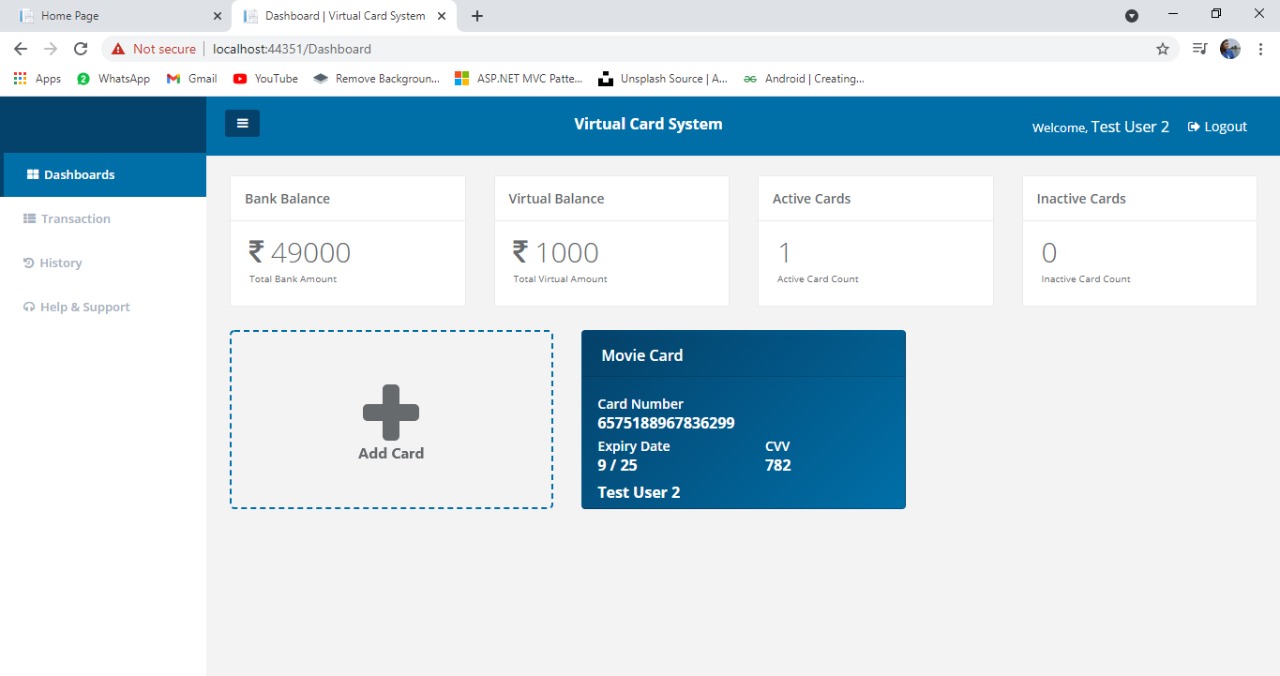 Home Page
Dashboard | Virtual Card System
Not secure
localhost:44351/Dashboard
Apps
2
WhatsApp
Gmail
YouTube
Remove Backgroun...
ASP.NET MVC Patte...
Unsplash Source | A...
Android | Creating...
Virtual Card System
Welcome, Test User 2
Logout
Dashboards
Transaction
History
Help & Support
Bank Balance
₹ 49000
Total Bank Amount
Virtual Balance
₹ 1000
Total Virtual Amount
Active Cards
1
Active Card Count
Inactive Cards
0
Inactive Card Count
Add Card
Movie Card
Card Number
6575188967836299
Expiry Date CVV
9 / 25 782
Test User 2